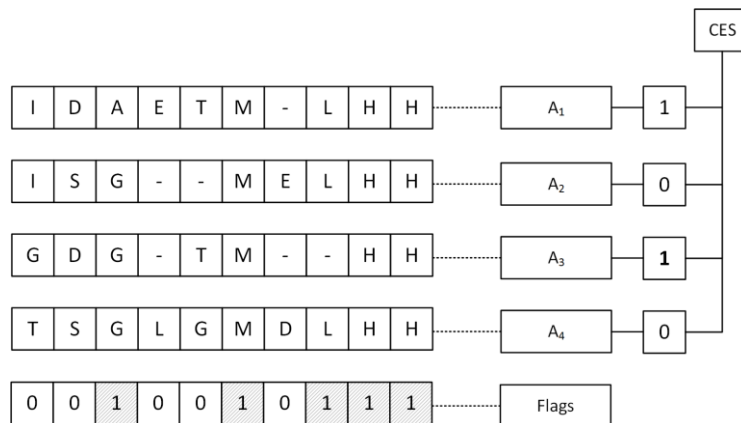 CES
I D A E T M - L H H A₁ 1
I S G - - M E L H H A₂ 0
G D G - T M - - H H A₃ 1
T S G L G M D L H H A₄ 0
0 0 1 0 0 1 0 1 1 1 Flags